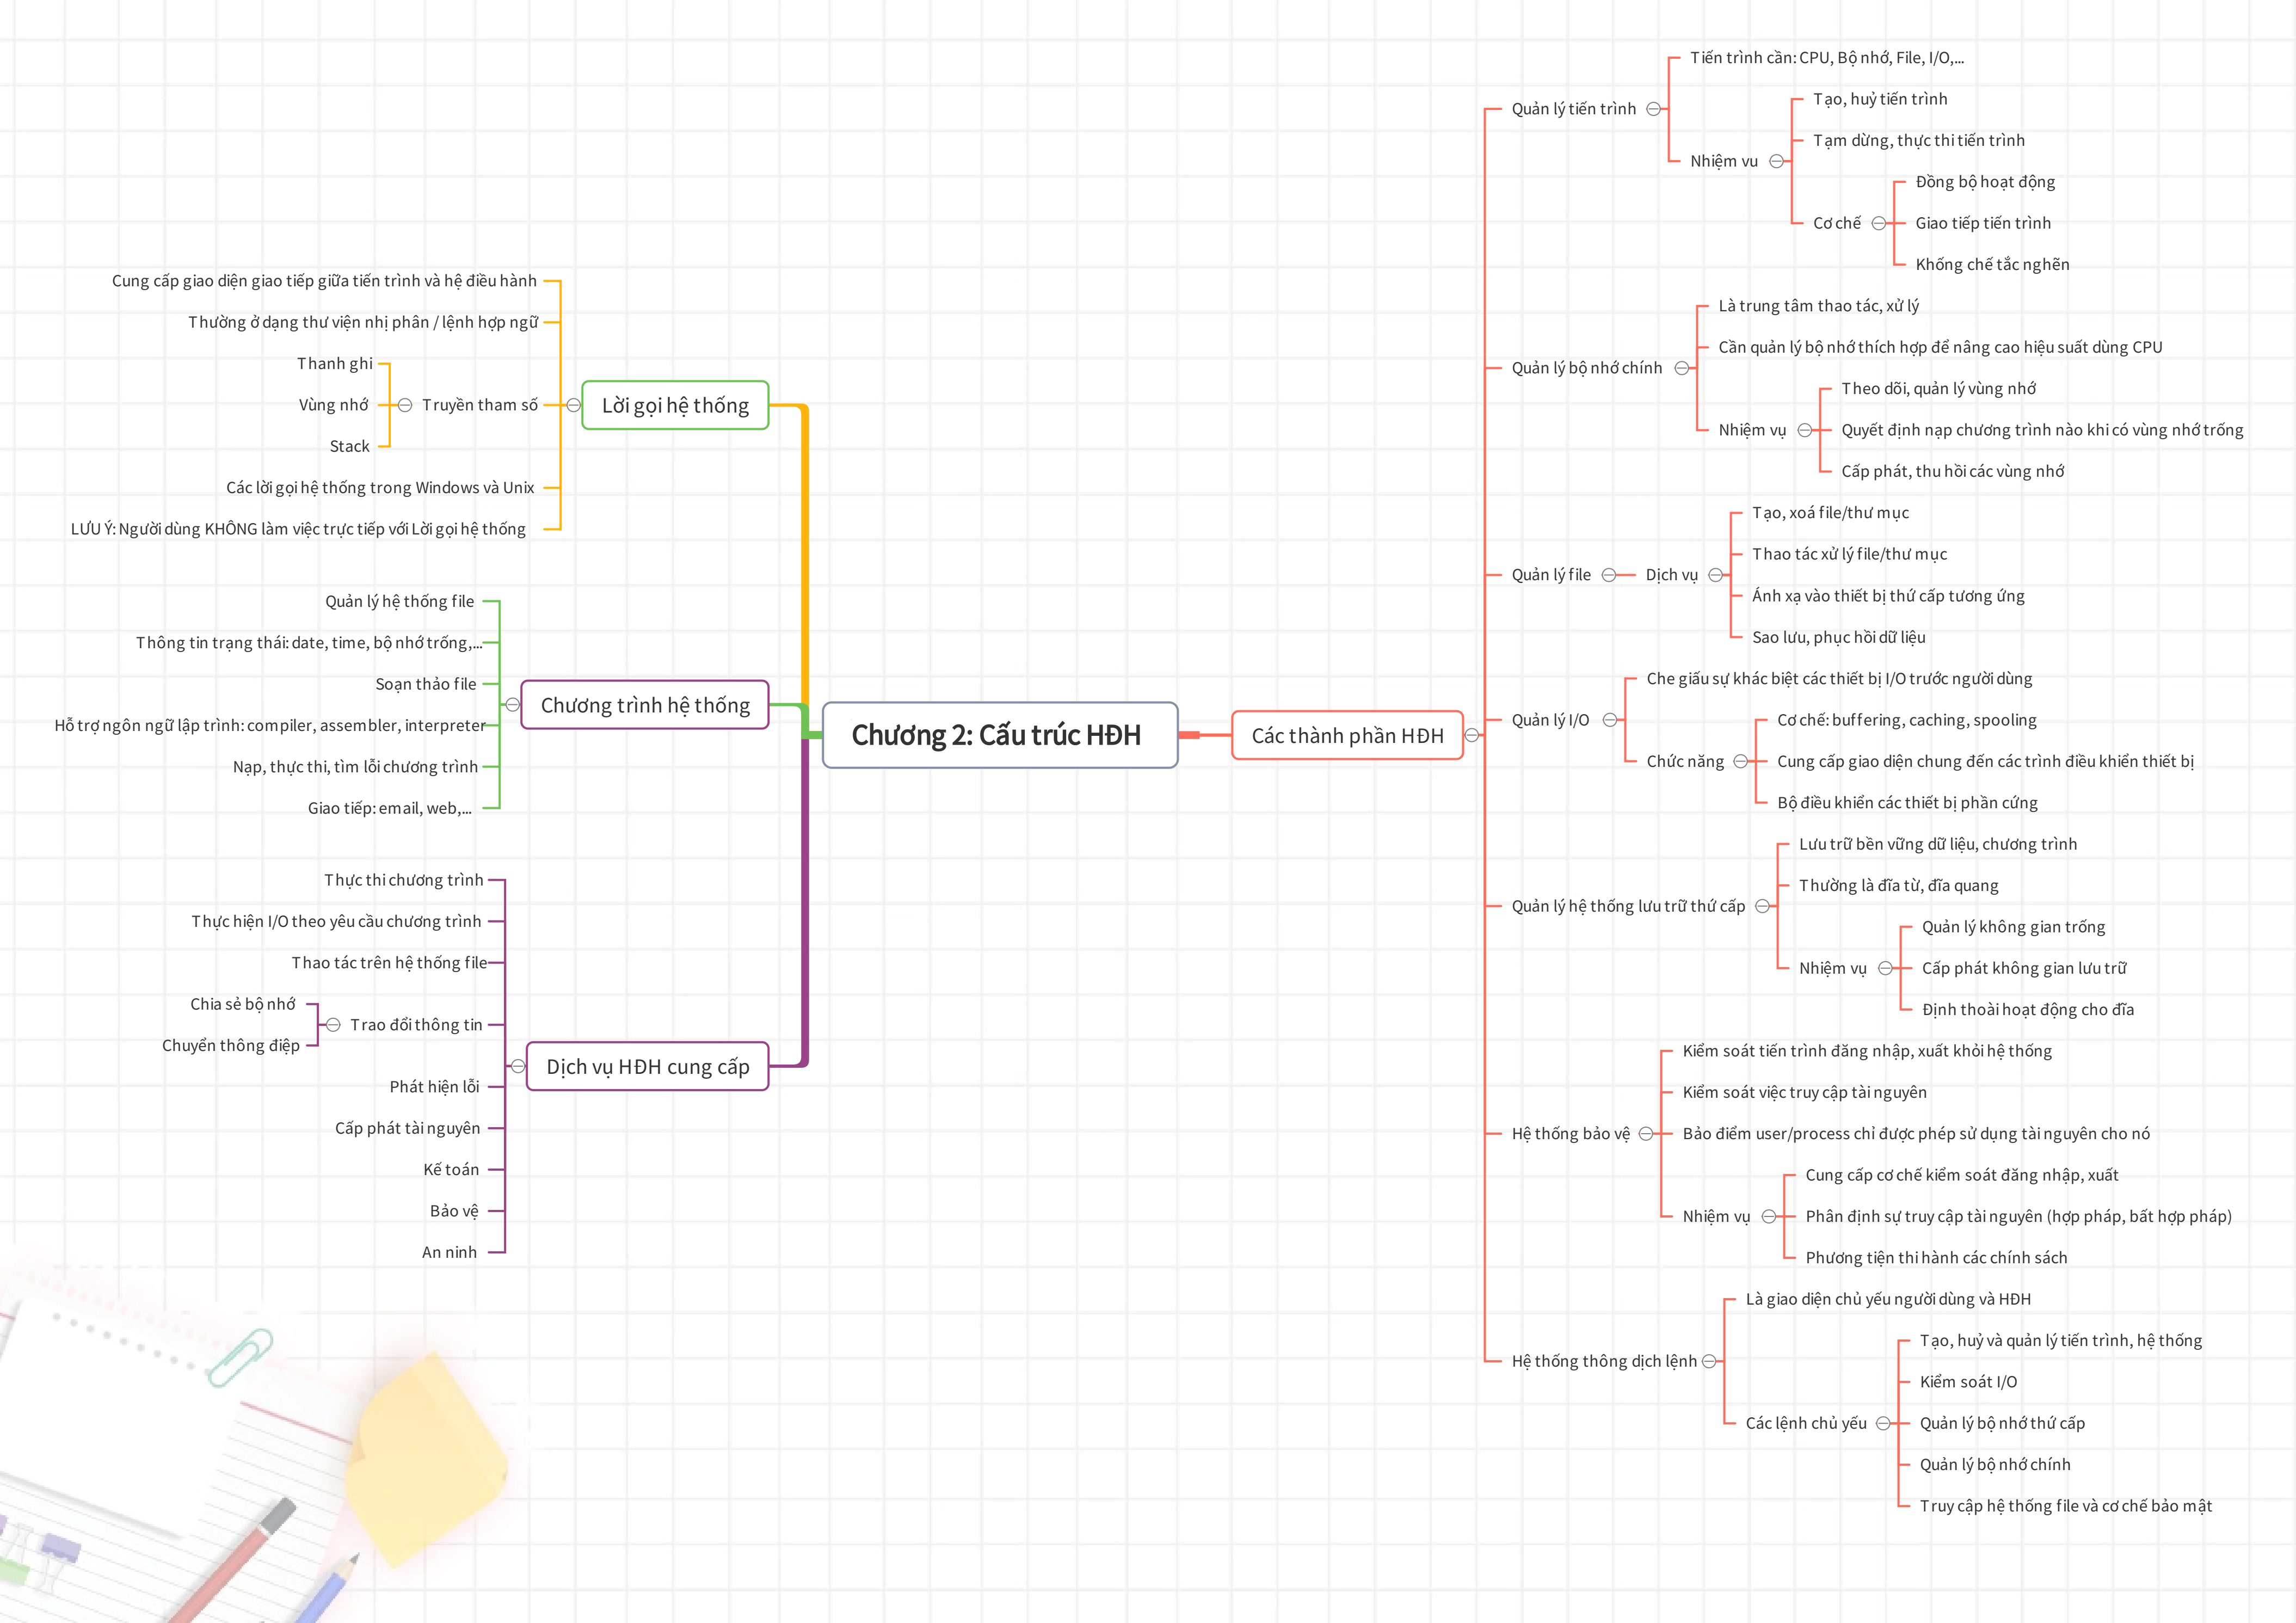 Chương 2: Cấu trúc HĐH
Các thành phần HĐH
Quản lý tiến trình
Tiến trình cần: CPU, Bộ nhớ, File, I/O,...
Nhiệm vu
Tạo, huỷ tiến trình
Tạm dừng, thực thi tiến trình
Cơ chế
Đồng bộ hoạt động
Giao tiếp tiến trình
Khống chế tắc nghẽn
Quản lý bộ nhớ chính
Là trung tâm thao tác, xử lý
Cần quản lý bộ nhớ thích hợp để nâng cao hiệu suất dùng CPU
Nhiệm vụ
Theo dõi, quản lý vùng nhớ
Quyết định nạp chương trình nào khi có vùng nhớ trống
Cấp phát, thu hồi các vùng nhớ
Quản lý file
Dịch vụ
Tạo, xoá file/thư mục
Thao tác xử lý file/thư mục
Ánh xạ vào thiết bị thứ cấp tương ứng
Sao lưu, phục hồi dữ liệu
Quản lý I/O
Che giấu sự khác biệt các thiết bị I/O trước người dùng
Chức năng
Cơ chế: buffering, caching, spooling
Cung cấp giao diện chung đến các trình điều khiển thiết bị
Bộ điều khiển các thiết bị phần cứng
Quản lý hệ thống lưu trữ thứ cấp
Lưu trữ bền vững dữ liệu, chương trình
Thường là đĩa từ, đĩa quang
Nhiệm vụ
Quản lý không gian trống
Cấp phát không gian lưu trữ
Định thoài hoạt động cho đĩa
Hệ thống bảo vệ
Kiểm soát tiến trình đăng nhập, xuất khỏi hệ thống
Kiểm soát việc truy cập tài nguyên
Bảo điểm user/process chỉ được phép sử dụng tài nguyên cho nó
Nhiệm vụ
Cung cấp cơ chế kiểm soát đăng nhập, xuất
Phân định sự truy cập tài nguyên (hợp pháp, bất hợp pháp)
Phương tiện thi hành các chính sách
Hệ thống thông dịch lệnh
Là giao diện chủ yếu người dùng và HĐH
Các lệnh chủ yếu
Tạo, huỷ và quản lý tiến trình, hệ thống
Kiểm soát I/O
Quản lý bộ nhớ thứ cấp
Quản lý bộ nhớ chính
Truy cập hệ thống file và cơ chế bảo mật
Lời gọi hệ thống
Cung cấp giao diện giao tiếp giữa tiến trình và hệ điều hành
Thường ở dạng thư viện nhị phân / lệnh hợp ngữ
Truyền tham số
Thanh ghi
Vùng nhớ
Stack
Các lời gọi hệ thống trong Windows và Unix
LƯU Ý: Người dùng KHÔNG làm việc trực tiếp với Lời gọi hệ thống
Chương trình hệ thống
Quản lý hệ thống file
Thông tin trạng thái: date, time, bộ nhớ trống,...
Soạn thảo file
Hỗ trợ ngôn ngữ lập trình: compiler, assembler, interpreter
Nạp, thực thi, tìm lỗi chương trình
Giao tiếp: email, web,...
Dịch vụ HĐH cung cấp
Thực thi chương trình
Thực hiện I/O theo yêu cầu chương trình
Thao tác trên hệ thống file
Trao đổi thông tin
Chia sẻ bộ nhớ
Chuyển thông điệp
Phát hiện lỗi
Cấp phát tài nguyên
Kế toán
Bảo vệ
An ninh